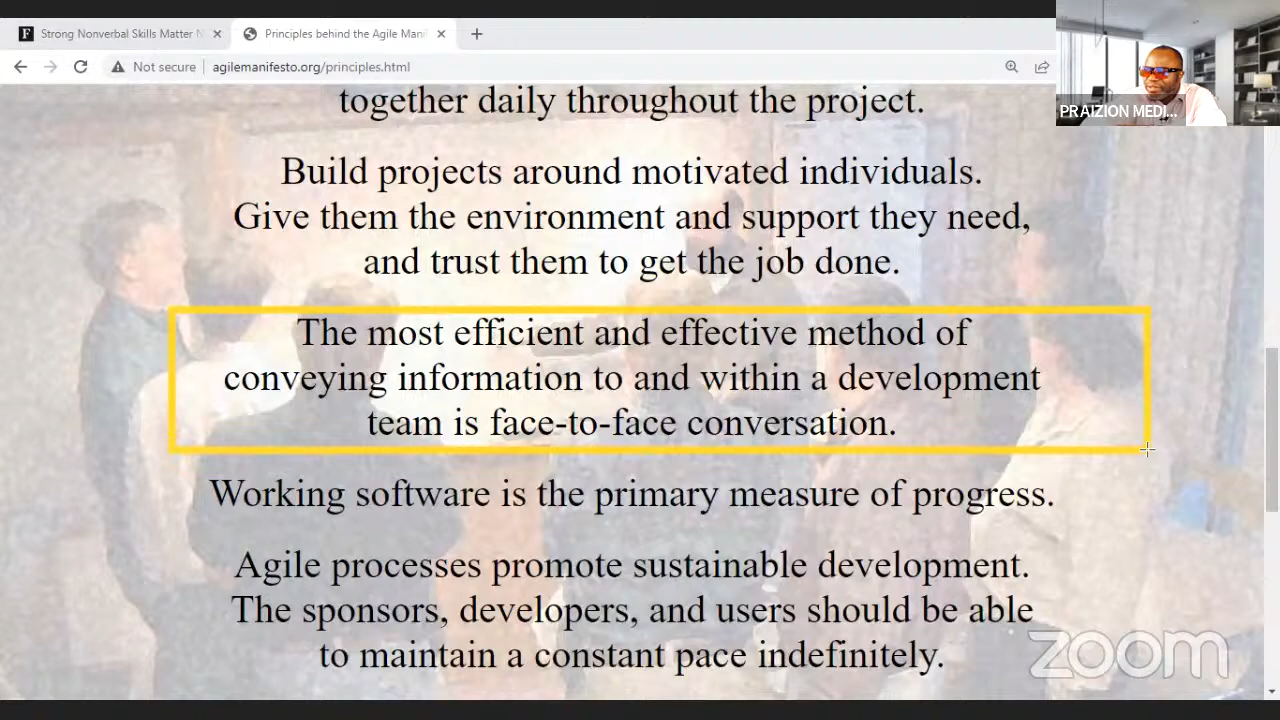 Strong Nonverbal Skills Matter N
Principles behind the Agile Mani
Not secure
agilemanifesto.org/principles.html
PRAIZION MEDI...
together daily throughout the project.
Build projects around motivated individuals.
Give them the environment and support they need,
and trust them to get the job done.
The most efficient and effective method of
conveying information to and within a development
team is face-to-face conversation.
Working software is the primary measure of progress.
Agile processes promote sustainable development.
The sponsors, developers, and users should be able
to maintain a constant pace indefinitely.
zoom